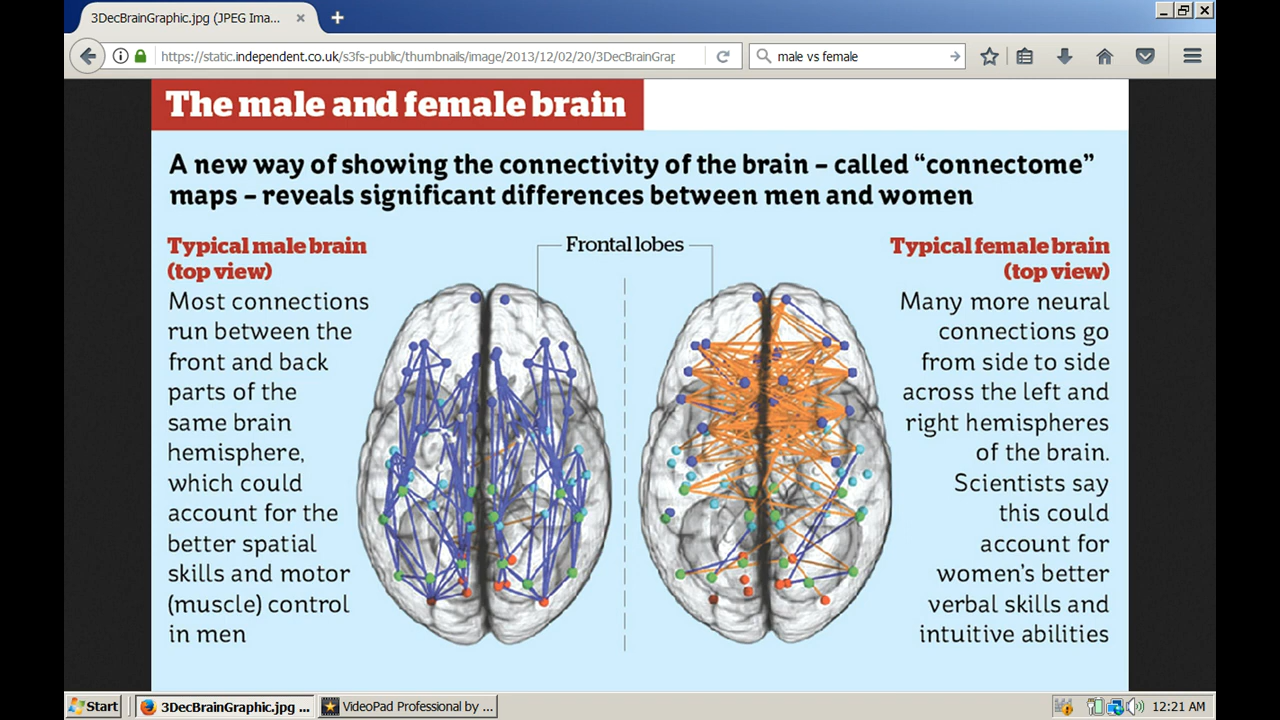 3DecBrainGraphic.jpg (JPEG Ima...
https://static.independent.co.uk/s3fs-public/thumbnails/image/2013/12/02/20/3DecBrainGrap
male vs female
The male and female brain
A new way of showing the connectivity of the brain – called “connectome”
maps – reveals significant differences between men and women
Frontal lobes
Typical male brain
(top view)
Most connections
run between the
front and back
parts of the
same brain
hemisphere,
which could
account for the
better spatial
skills and motor
(muscle) control
in men
Typical female brain
(top view)
Many more neural
connections go
from side to side
across the left and
right hemispheres
of the brain.
Scientists say
this could
account for
women’s better
verbal skills and
intuitive abilities
Start
3DecBrainGraphic.jpg ...
VideoPad Professional by ...
12:21 AM